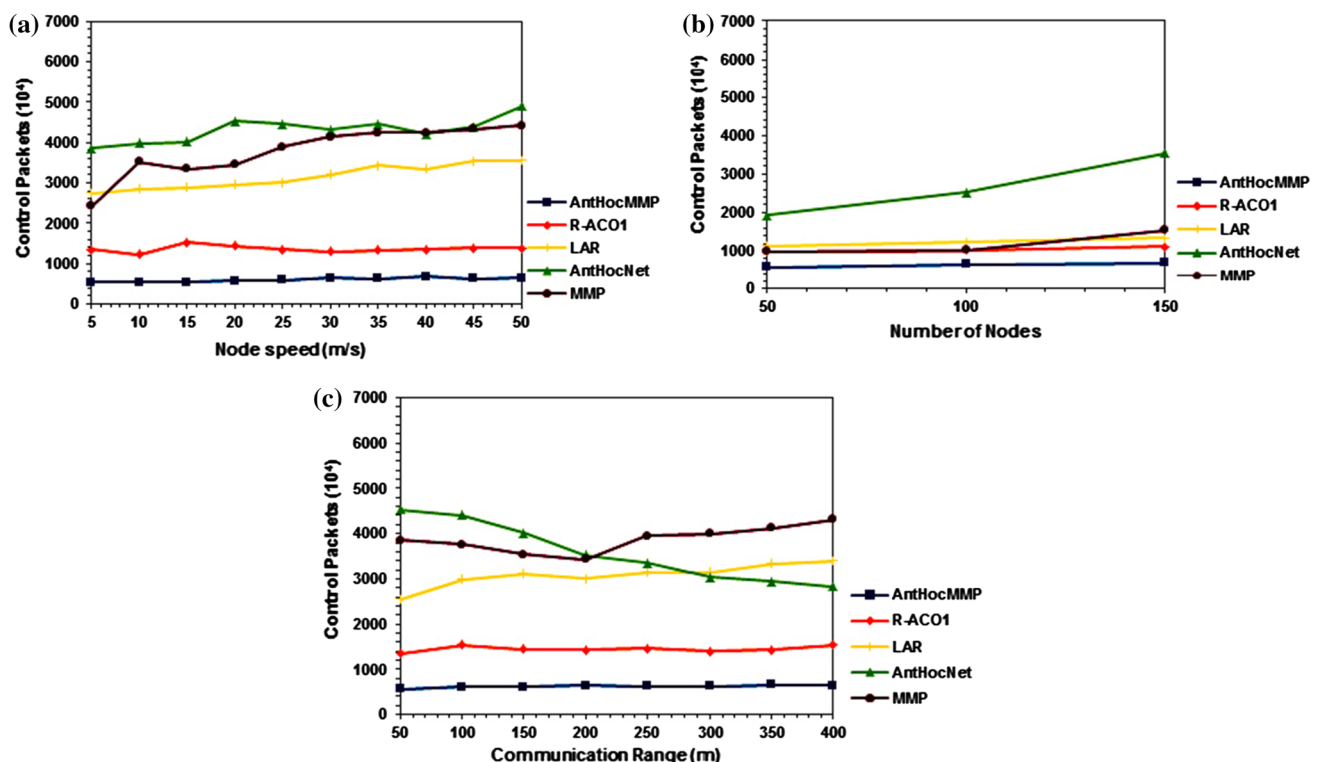 (a)
Control Packets (10⁴)
7000
6000
5000
4000
3000
2000
1000
0
5 10 15 20 25 30 35 40 45 50
Node speed (m/s)
AntHocMMP
R-ACO1
LAR
AntHocNet
MMP
(b)
Control Packets (10⁴)
7000
6000
5000
4000
3000
2000
1000
0
50 100 150
Number of Nodes
AntHocMMP
R-ACO1
LAR
AntHocNet
MMP
(c)
Control Packets (10⁴)
7000
6000
5000
4000
3000
2000
1000
0
50 100 150 200 250 300 350 400
Communication Range (m)
AntHocMMP
R-ACO1
LAR
AntHocNet
MMP